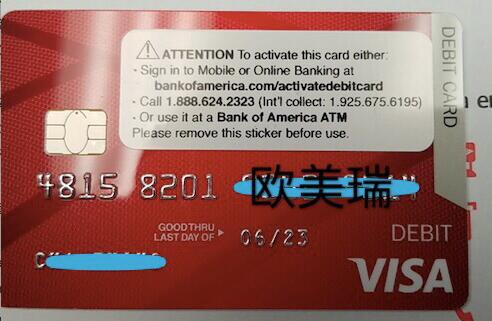 ATTENTION To activate this card either:
- Sign in to Mobile or Online Banking at
bankofamerica.com/activatedebitcard
- Call 1.888.624.2323 (Int'l collect: 1.925.675.6195)
- Or use it at a Bank of America ATM
Please remove this sticker before use.
DEBIT CARD
4815 8201
欧美瑞
GOOD THRU
LAST DAY OF
06/23
DEBIT
VISA